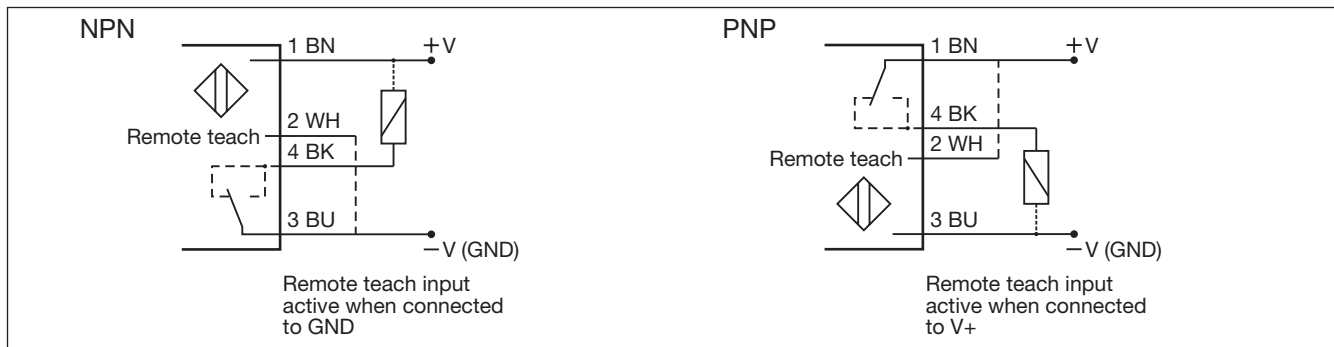 NPN
1 BN
+V
2 WH
Remote teach
4 BK
3 BU
−V (GND)
Remote teach input
active when connected
to GND
PNP
1 BN
+V
4 BK
2 WH
Remote teach
3 BU
−V (GND)
Remote teach input
active when connected
to V+